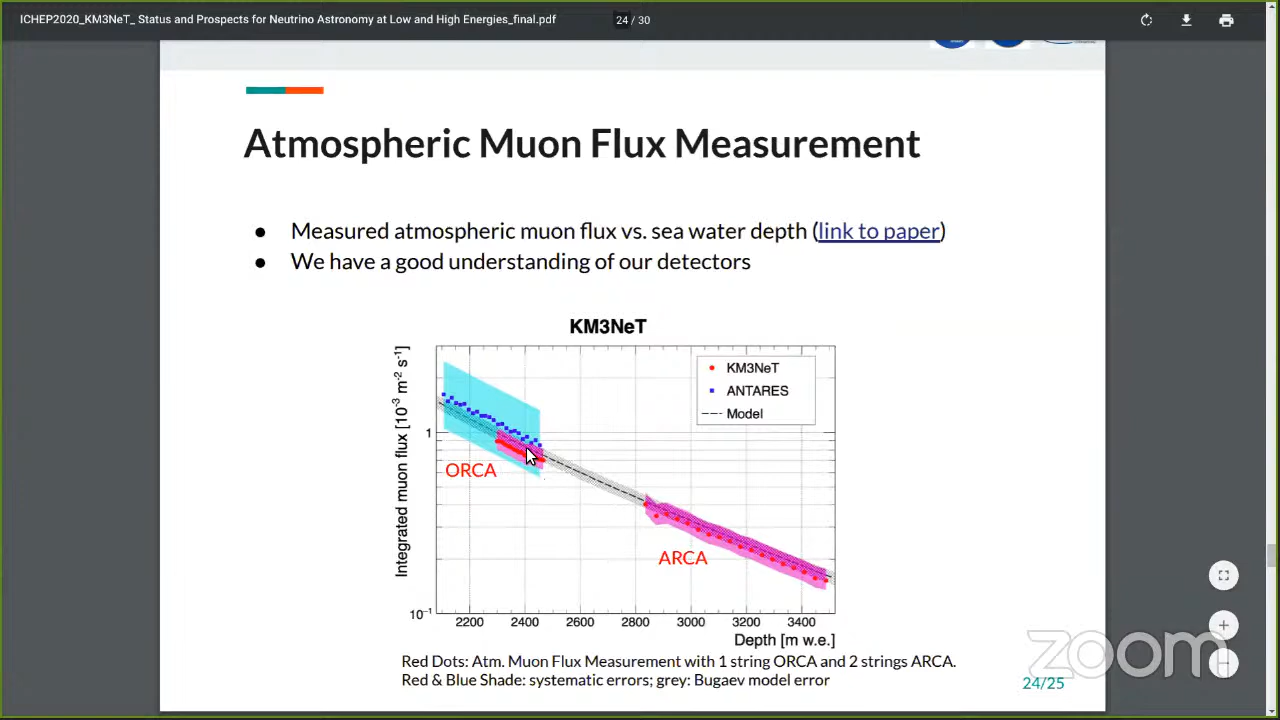 ICHEP2020_KM3NeT_ Status and Prospects for Neutrino Astronomy at Low and High Energies_final.pdf
24 / 30
Atmospheric Muon Flux Measurement
● Measured atmospheric muon flux vs. sea water depth (link to paper)
● We have a good understanding of our detectors
KM3NeT
Integrated muon flux [10⁻³ m⁻² s⁻¹]
KM3NeT
ANTARES
Model
1
ORCA
ARCA
10⁻¹
2200 2400 2600 2800 3000 3200 3400
Depth [m w.e.]
Red Dots: Atm. Muon Flux Measurement with 1 string ORCA and 2 strings ARCA.
Red & Blue Shade: systematic errors; grey: Bugaev model error
24/25
zoom